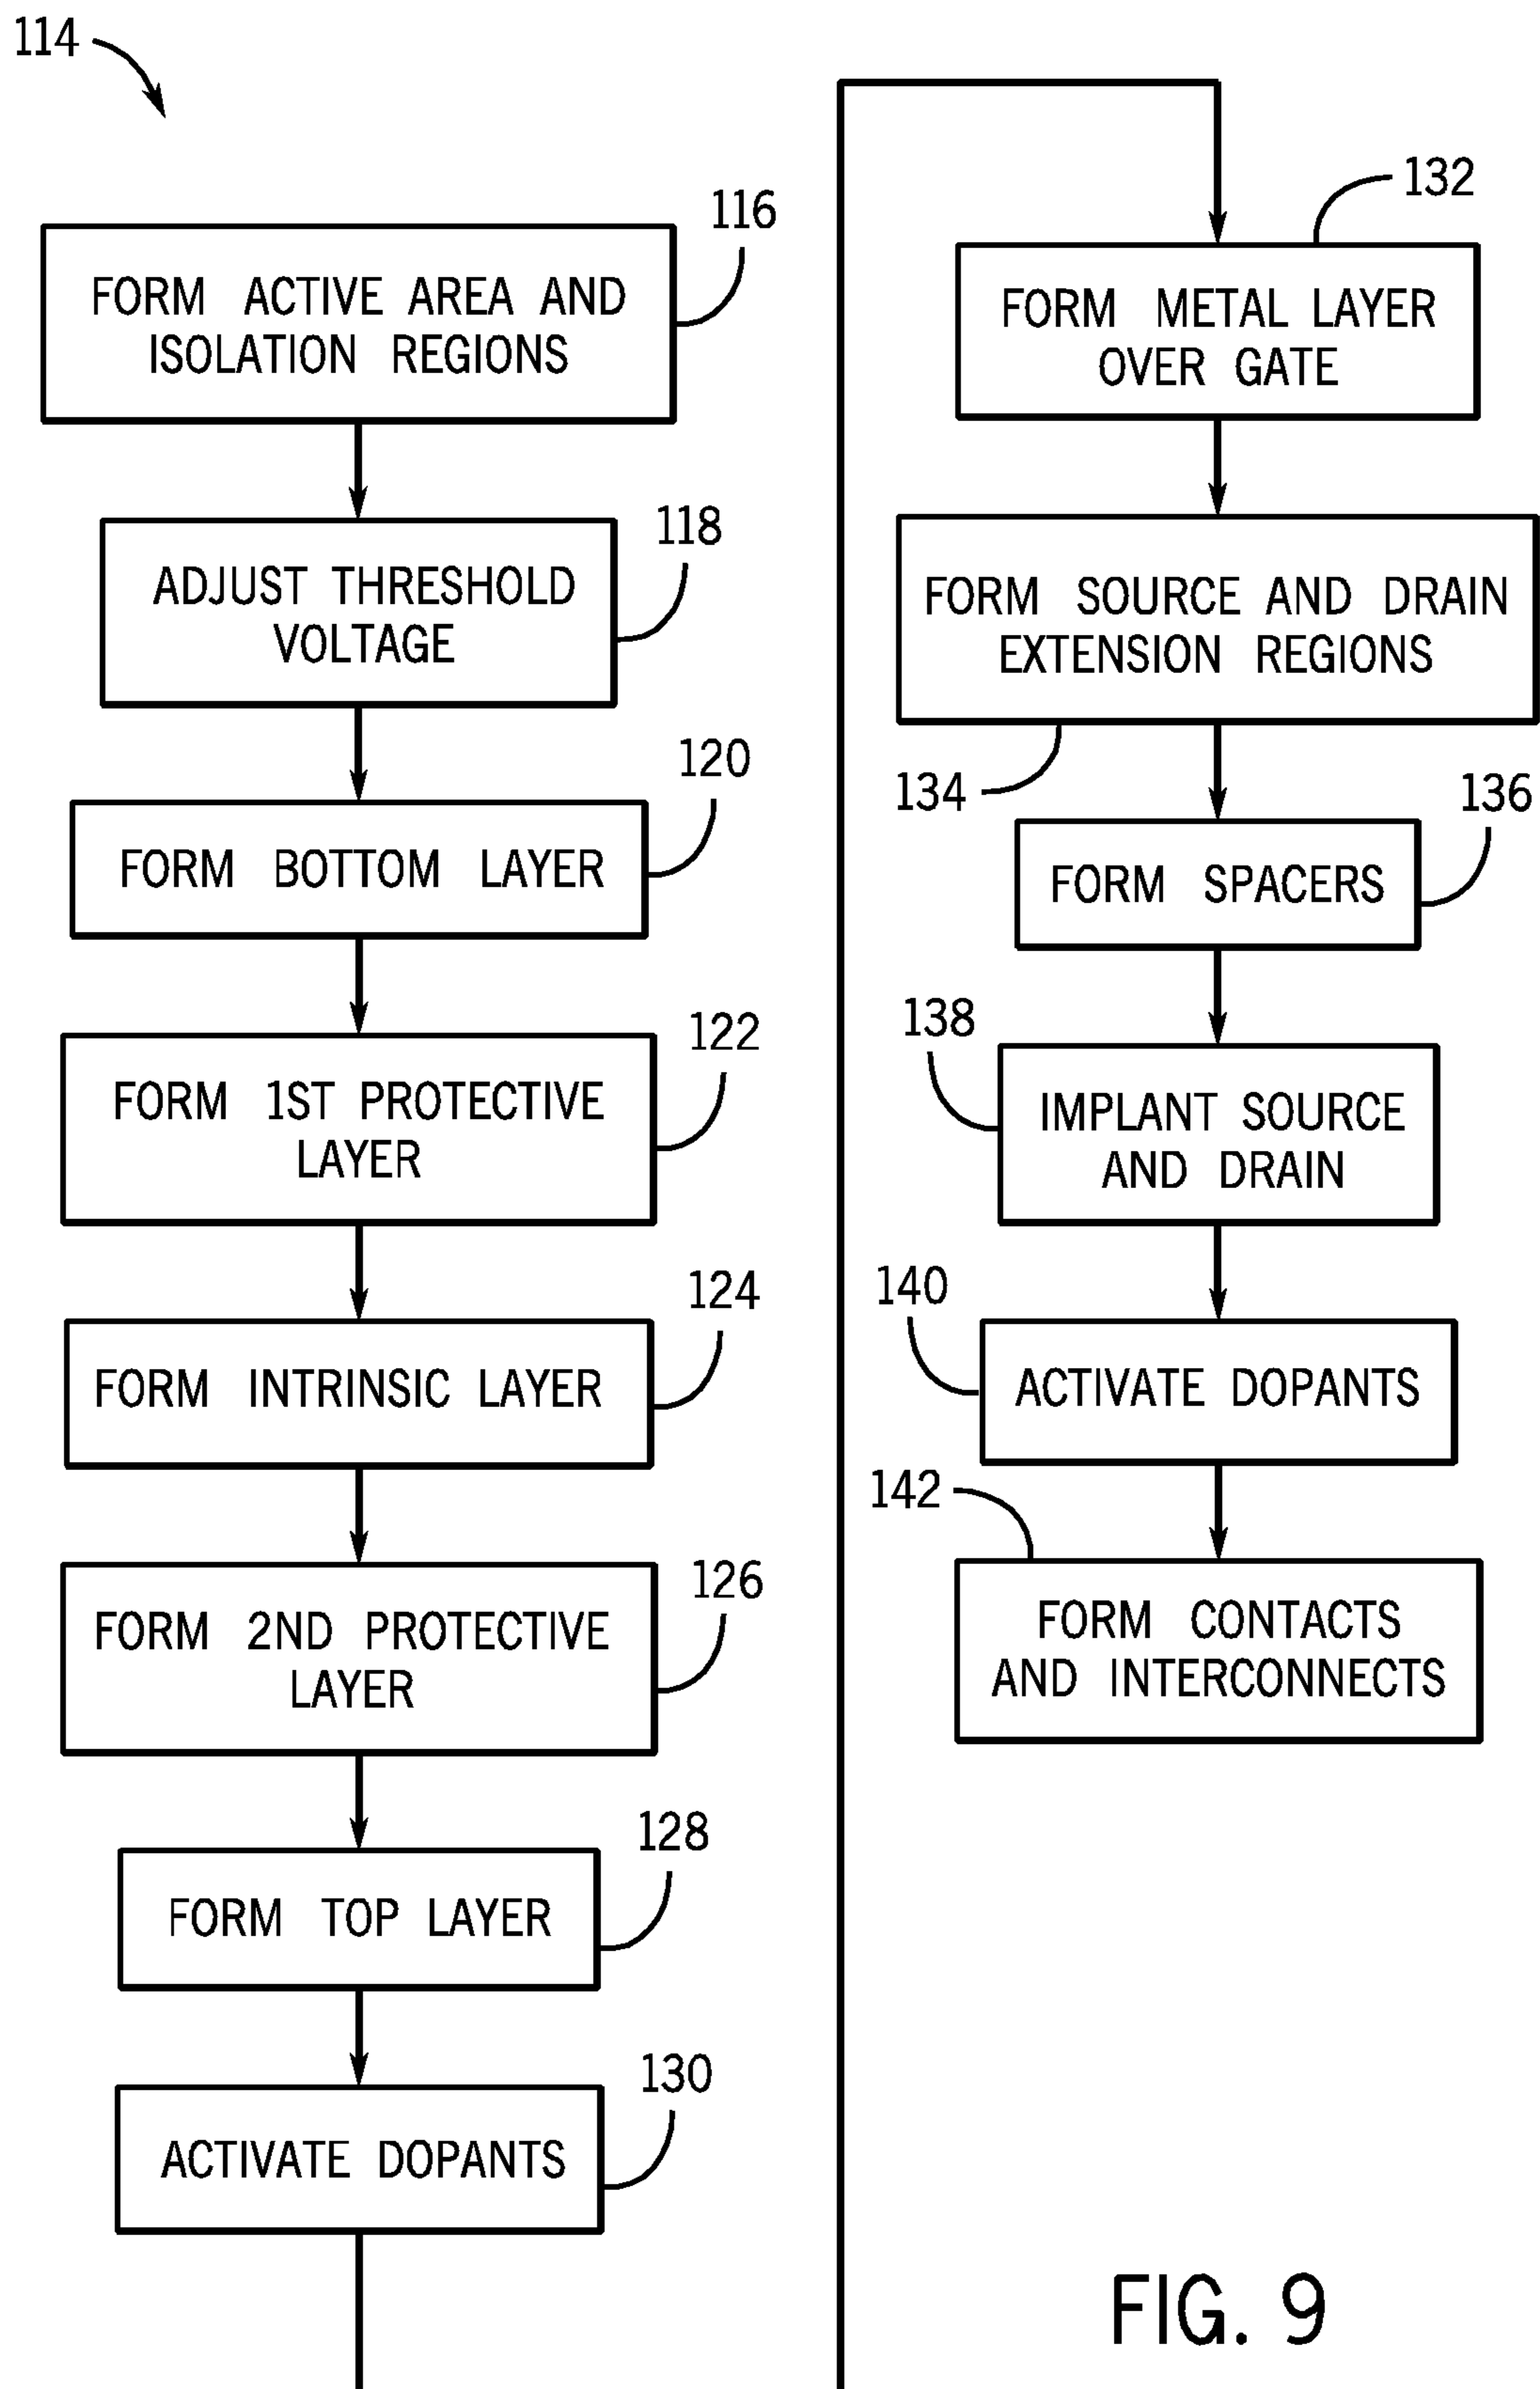 114
116
FORM ACTIVE AREA AND
ISOLATION REGIONS
118
ADJUST THRESHOLD
VOLTAGE
120
FORM BOTTOM LAYER
122
FORM 1ST PROTECTIVE
LAYER
124
FORM INTRINSIC LAYER
126
FORM 2ND PROTECTIVE
LAYER
128
FORM TOP LAYER
130
ACTIVATE DOPANTS
132
FORM METAL LAYER
OVER GATE
FORM SOURCE AND DRAIN
EXTENSION REGIONS
134
136
FORM SPACERS
138
IMPLANT SOURCE
AND DRAIN
140
ACTIVATE DOPANTS
142
FORM CONTACTS
AND INTERCONNECTS
FIG. 9